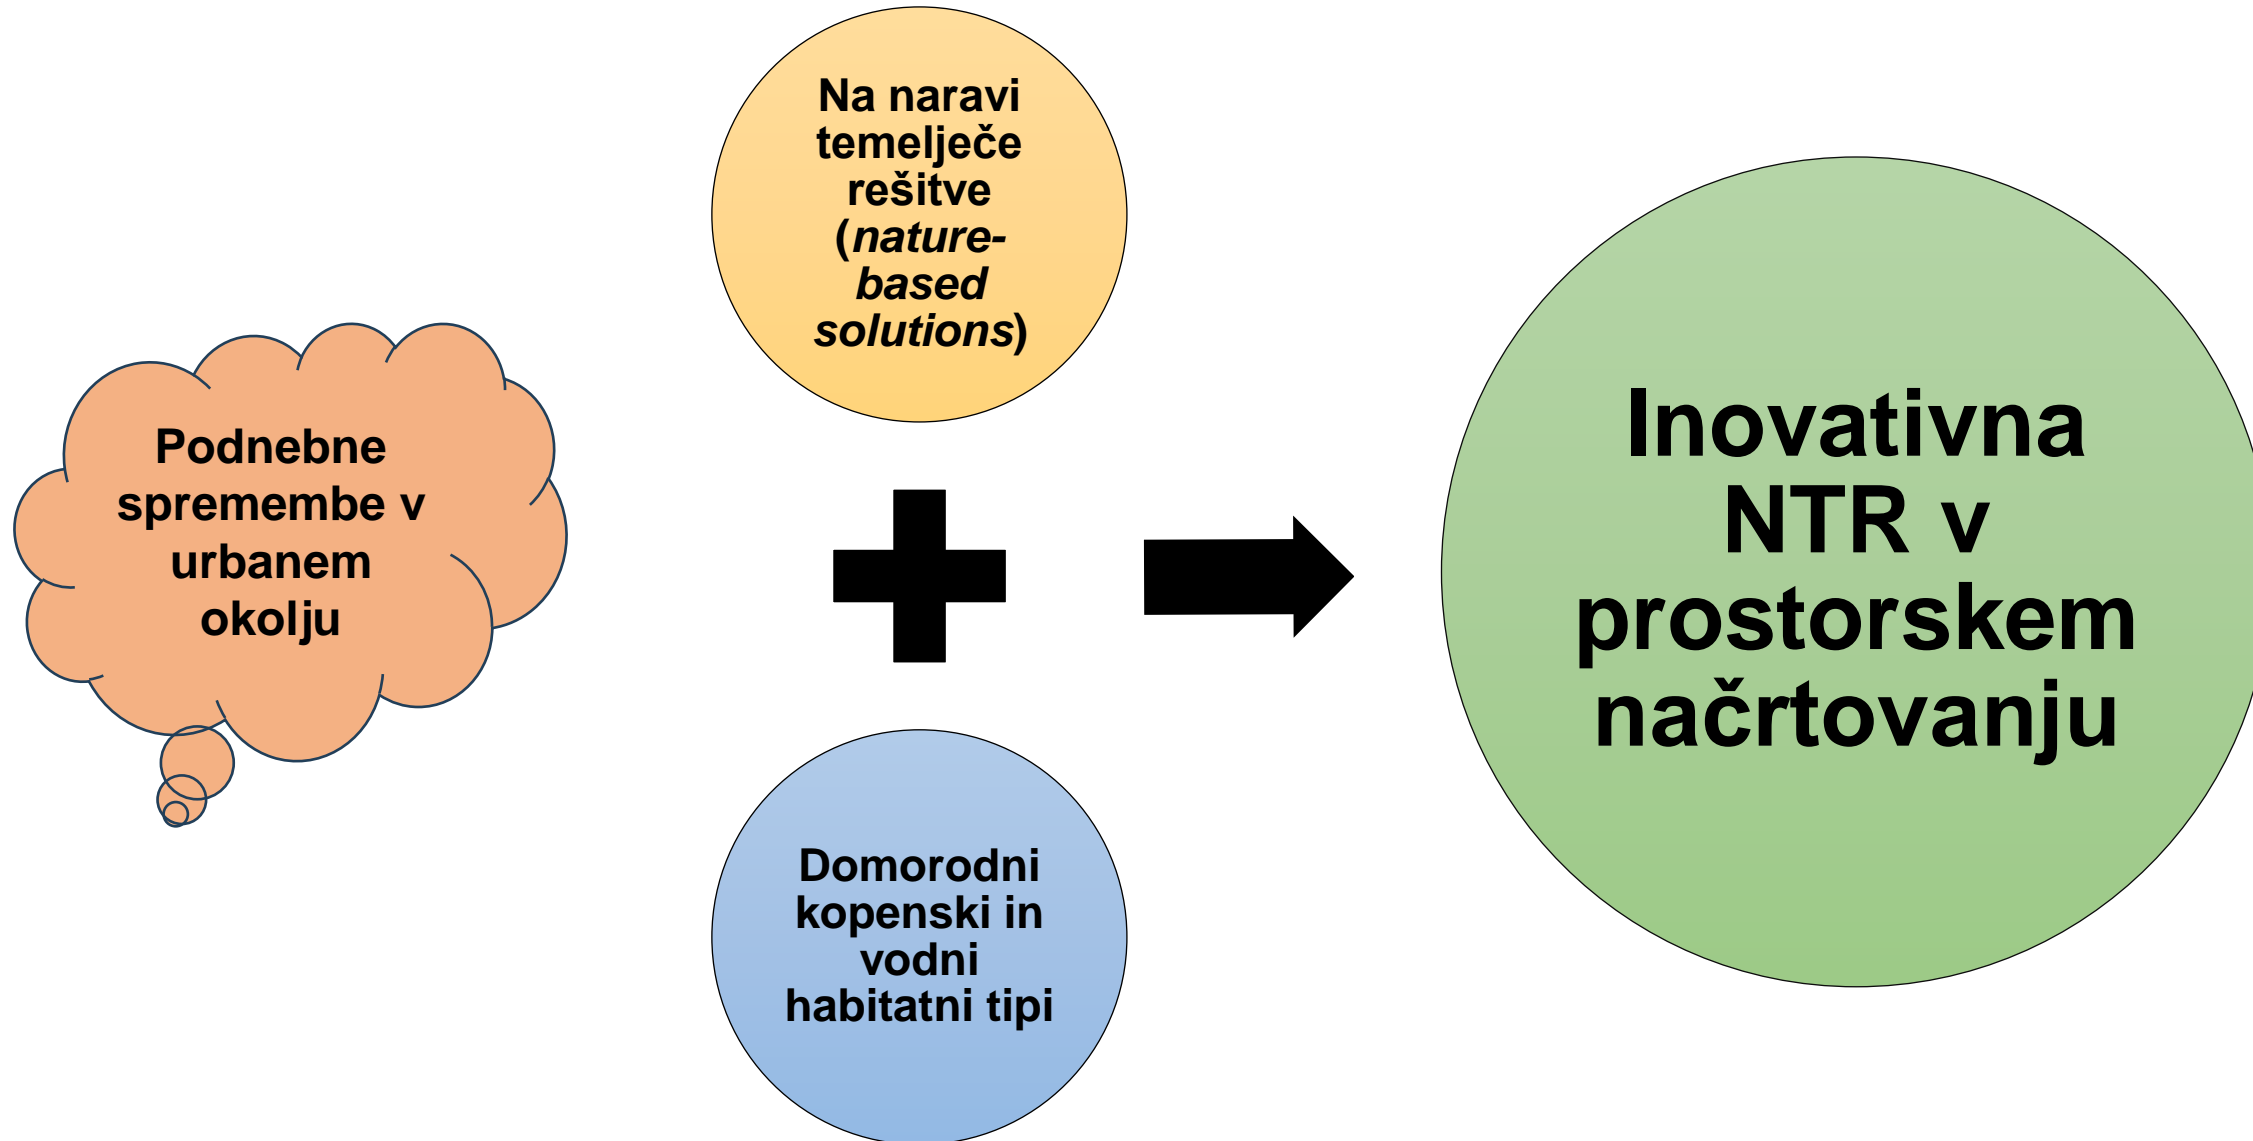 Podnebne
spremembe v
urbanem
okolju
Na naravi
temelječe
rešitve
(nature-
based
solutions)
Domorodni
kopenski in
vodni
habitatni tipi
Inovativna
NTR v
prostorskem
načrtovanju